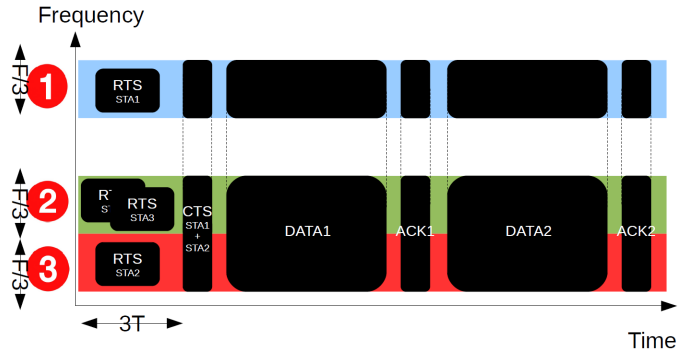 Frequency
F/3
1
RTS
STA1
F/3
2
RTS
STA3
CTS
STA1
+
STA2
DATA1
ACK1
DATA2
ACK2
F/3
3
RTS
STA2
3T
Time